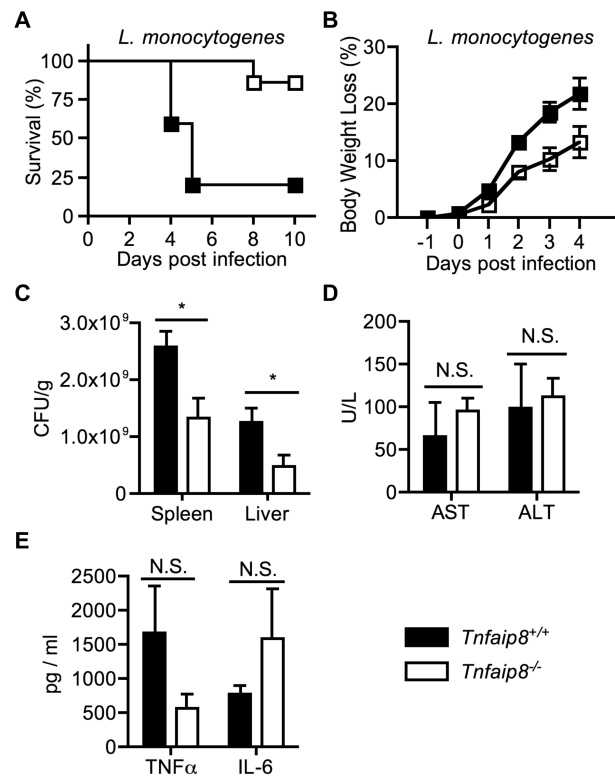 A
L. monocytogenes
Survival (%)
100
75
50
25
0
0 2 4 6 8 10
Days post infection
B
L. monocytogenes
Body Weight Loss (%)
30
20
10
0
-1 0 1 2 3 4
Days post infection
C
CFU/g
3.0x10⁹
2.0x10⁹
1.0x10⁹
0
*
*
Spleen Liver
D
U/L
200
150
100
50
0
N.S.
N.S.
AST ALT
E
pg / ml
2500
2000
1500
1000
500
0
N.S. N.S.
TNFα IL-6
Tnfaip8+/+
Tnfaip8-/-